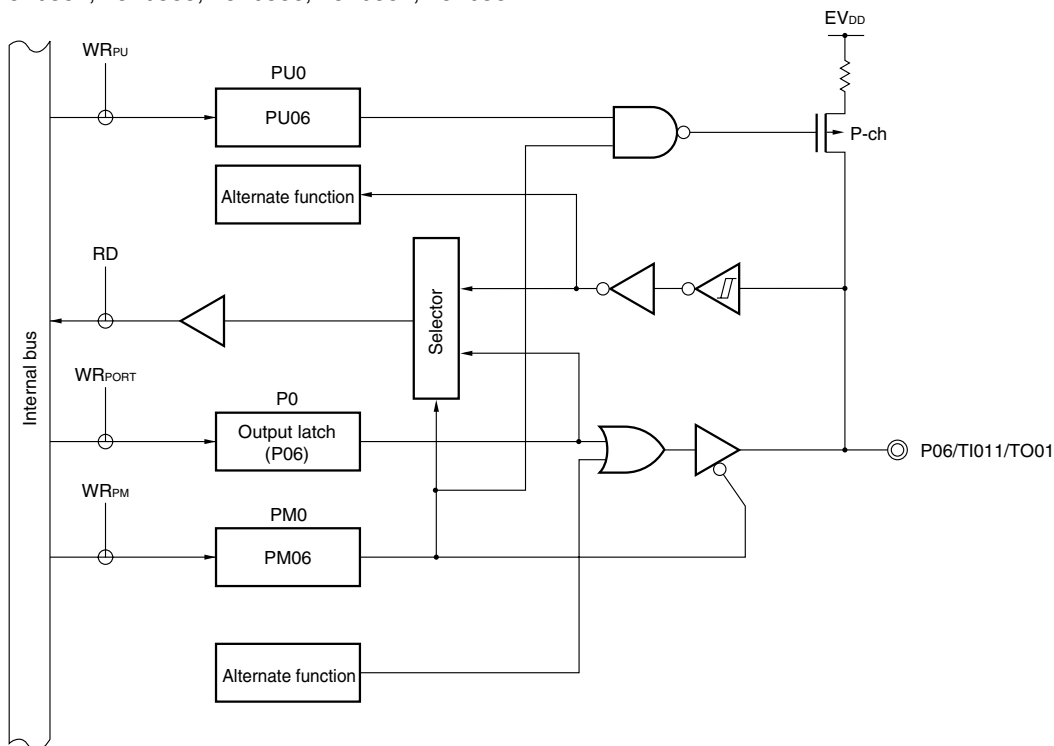 EVDD
WRPU
PU0
PU06
P-ch
Alternate function
RD
Selector
Internal bus
WRPORT
P0
Output latch
(P06)
P06/TI011/TO01
WRPM
PM0
PM06
Alternate function